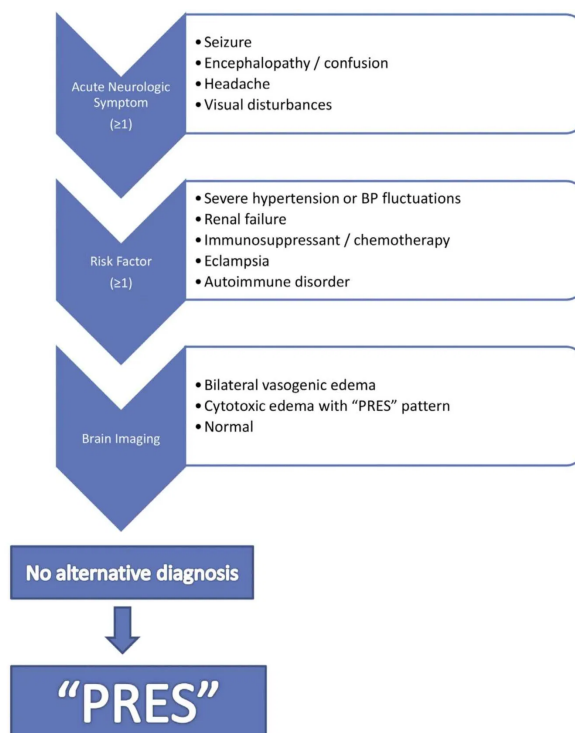 Acute Neurologic
Symptom
(≥1)
• Seizure
• Encephalopathy / confusion
• Headache
• Visual disturbances
Risk Factor
(≥1)
• Severe hypertension or BP fluctuations
• Renal failure
• Immunosuppressant / chemotherapy
• Eclampsia
• Autoimmune disorder
Brain Imaging
• Bilateral vasogenic edema
• Cytotoxic edema with “PRES” pattern
• Normal
No alternative diagnosis
“PRES”